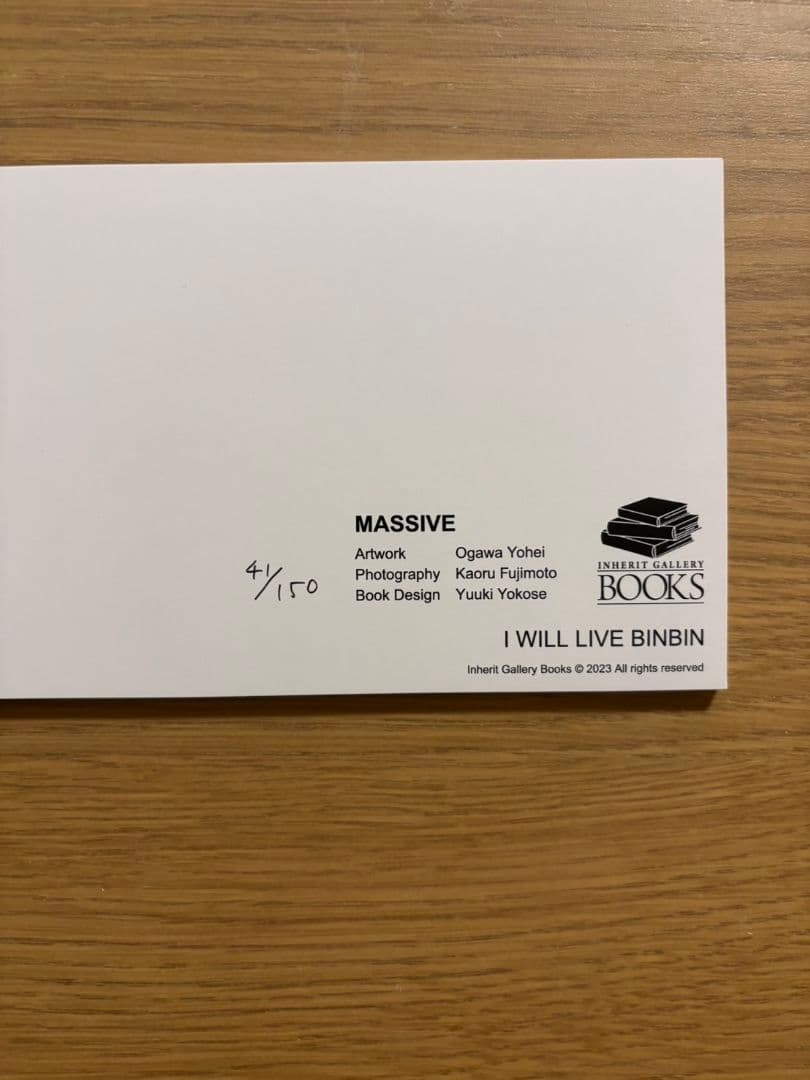 MASSIVE
Artwork Ogawa Yohei
Photography Kaoru Fujimoto
Book Design Yuuki Yokose
41/150
INHERIT GALLERY
BOOKS
I WILL LIVE BINBIN
Inherit Gallery Books © 2023 All rights reserved